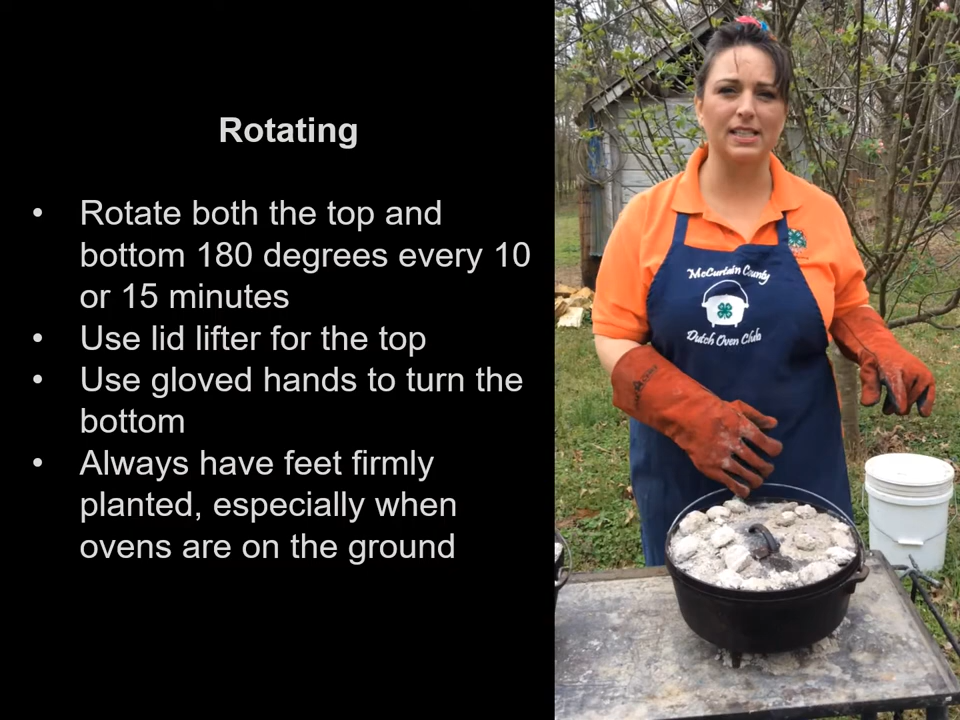 Rotating
• Rotate both the top and
bottom 180 degrees every 10
or 15 minutes
• Use lid lifter for the top
• Use gloved hands to turn the
bottom
• Always have feet firmly
planted, especially when
ovens are on the ground
McCurtain County
Dutch Oven Club